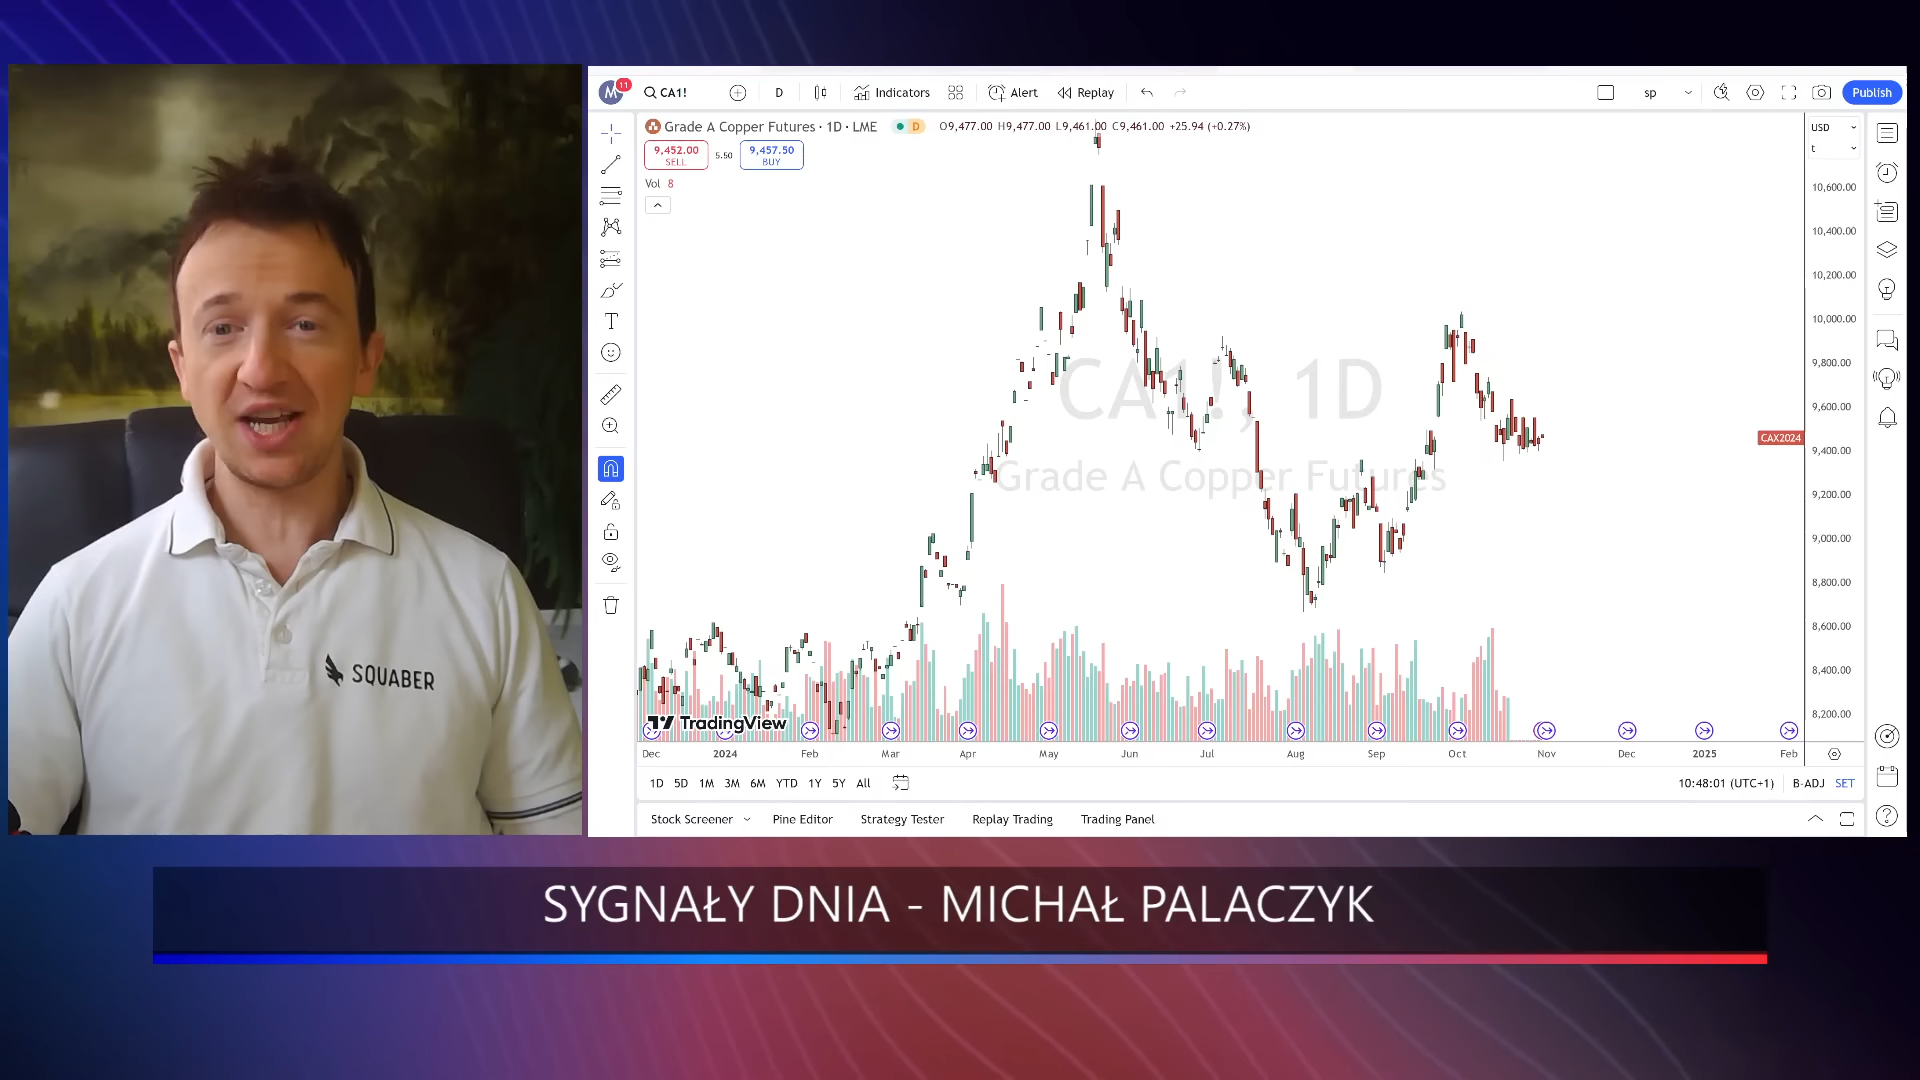 M
11
CA1!
D
Indicators
Alert
Replay
sp
Publish
Grade A Copper Futures · 1D · LME
D
O9,477.00 H9,477.00 L9,461.00 C9,461.00 +25.94 (+0.27%)
9,452.00
SELL
5.50
9,457.50
BUY
Vol 8
USD
t
10,600.00
10,400.00
10,200.00
10,000.00
9,800.00
9,600.00
9,400.00
9,200.00
9,000.00
8,800.00
8,600.00
8,400.00
8,200.00
CAX2024
CA1!, 1D
Grade A Copper Futures
SQUABER
TradingView
Dec 2024 Feb Mar Apr May Jun Jul Aug Sep Oct Nov Dec 2025 Feb
1D 5D 1M 3M 6M YTD 1Y 5Y All
10:48:01 (UTC+1)
B-ADJ
SET
Stock Screener
Pine Editor
Strategy Tester
Replay Trading
Trading Panel
SYGNAŁY DNIA - MICHAŁ PALACZYK